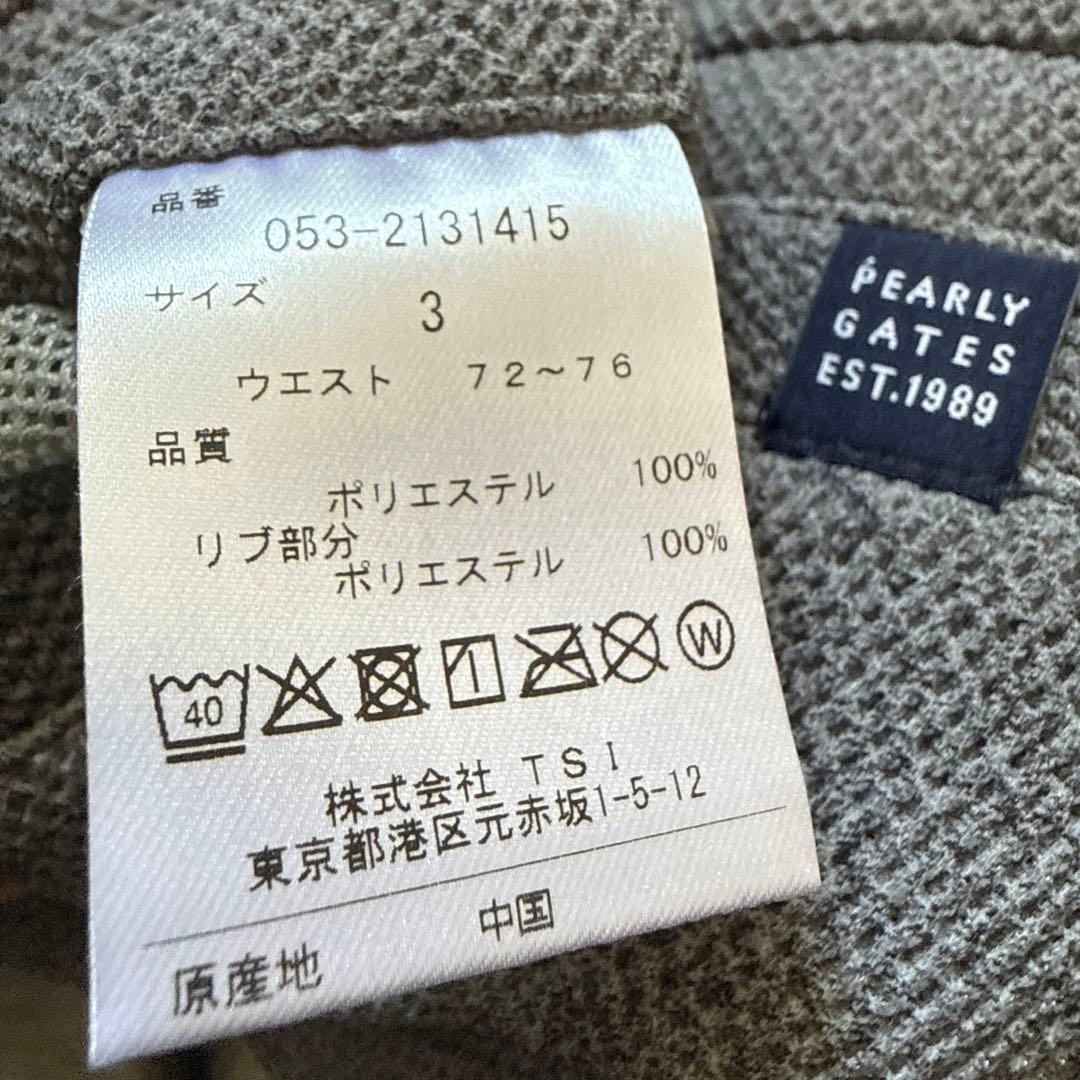 品番
053-2131415
サイズ 3
ウエスト 72～76
品質
ポリエステル 100%
リブ部分
ポリエステル 100%
40 W
株式会社 TSI
東京都港区元赤坂1-5-12
中国
原産地
PEARLY
GATES
EST.1989